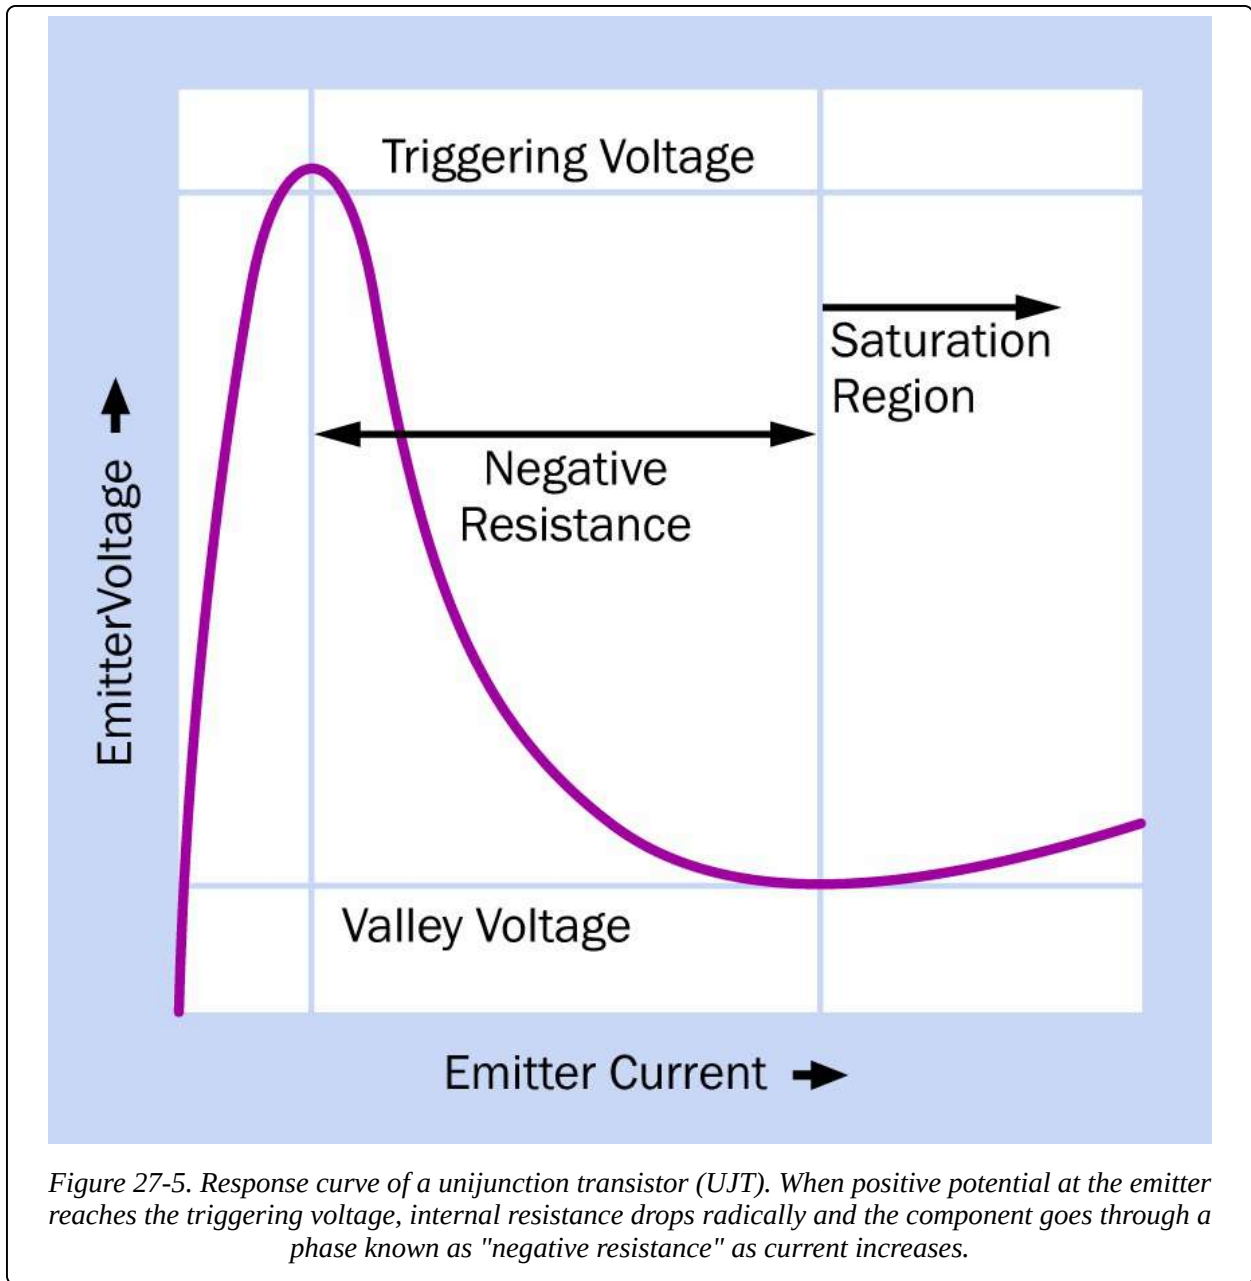 Triggering Voltage
Saturation
Region
Negative
Resistance
EmitterVoltage
Valley Voltage
Emitter Current
Figure 27-5. Response curve of a unijunction transistor (UJT). When positive potential at the emitter
reaches the triggering voltage, internal resistance drops radically and the component goes through a
phase known as "negative resistance" as current increases.